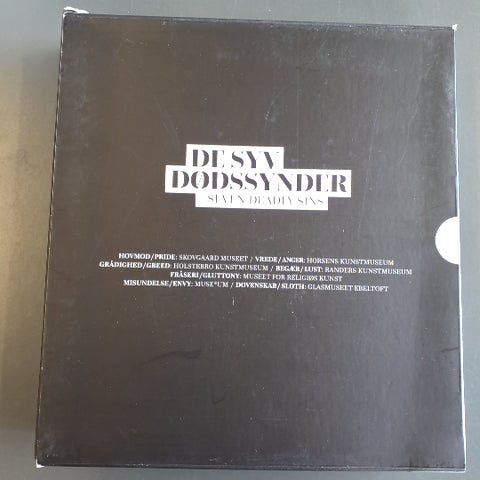 DE SYV
DØDSSYNDER
SEVEN DEADLY SINS
HOVMOD/PRIDE: SKOVGAARD MUSEET / VREDE/ANGER: HORSENS KUNSTMUSEUM
GRÅDIGHED/GREED: HOLSTEBRO KUNSTMUSEUM / BEGÆR/LUST: RANDERS KUNSTMUSEUM
FRÅSERI/GLUTTONY: MUSEET FOR RELIGIØS KUNST
MISUNDELSE/ENVY: MUSE®UM / DOVENSKAB/SLOTH: GLASMUSEET EBELTOFT